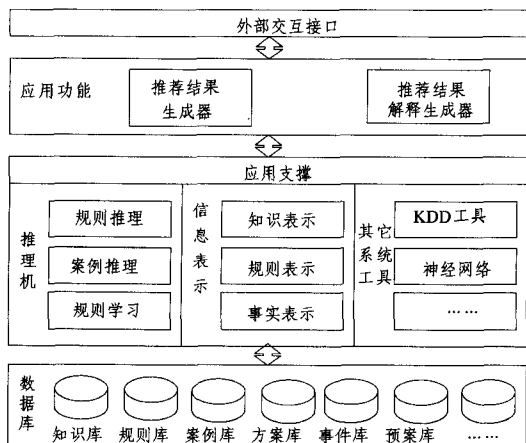 外部交互接口
应用功能
推荐结果
生成器
推荐结果
解释生成器
应用支撑
推理机
规则推理
案例推理
规则学习
信息表示
知识表示
规则表示
事实表示
其它
系统
工具
KDD工具
神经网络
……
数据库
知识库 规则库 案例库 方案库 事件库 预案库 ……